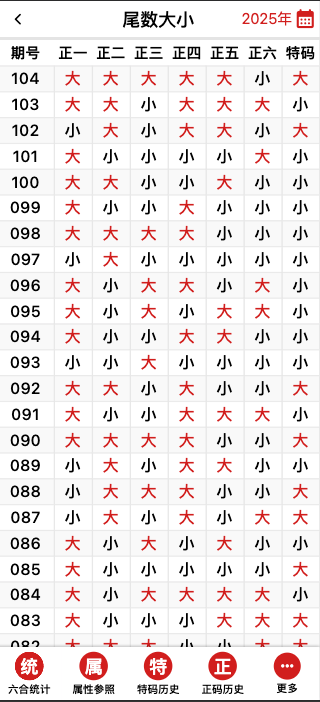 尾数大小
2025年
期号 正一 正二 正三 正四 正五 正六 特码
104 大 大 大 大 大 小 大
103 大 大 小 大 大 大 小
102 小 大 小 大 大 小 大
101 大 小 小 小 小 大 小
100 大 大 小 小 大 小 小
099 大 小 小 大 小 小 小
098 大 大 大 大 小 小 小
097 小 大 小 小 小 小 小
096 大 小 大 大 小 大 小
095 大 小 大 小 大 大 小
094 大 小 小 大 大 小 小
093 小 小 大 小 小 小 小
092 大 大 小 大 小 小 大
091 大 小 小 大 大 大 小
090 大 大 大 大 小 小 大
089 小 大 小 大 大 小 小
088 小 大 大 大 小 小 大
087 小 大 小 大 小 大 大
086 大 小 大 小 大 小 小
085 大 小 小 小 小 小 大
084 大 小 大 大 大 大 小
083 大 小 小 小 大 大 大
082 大 大 大 小 小 大 大
统 属 特 正
六合统计 属性参照 特码历史 正码历史 更多